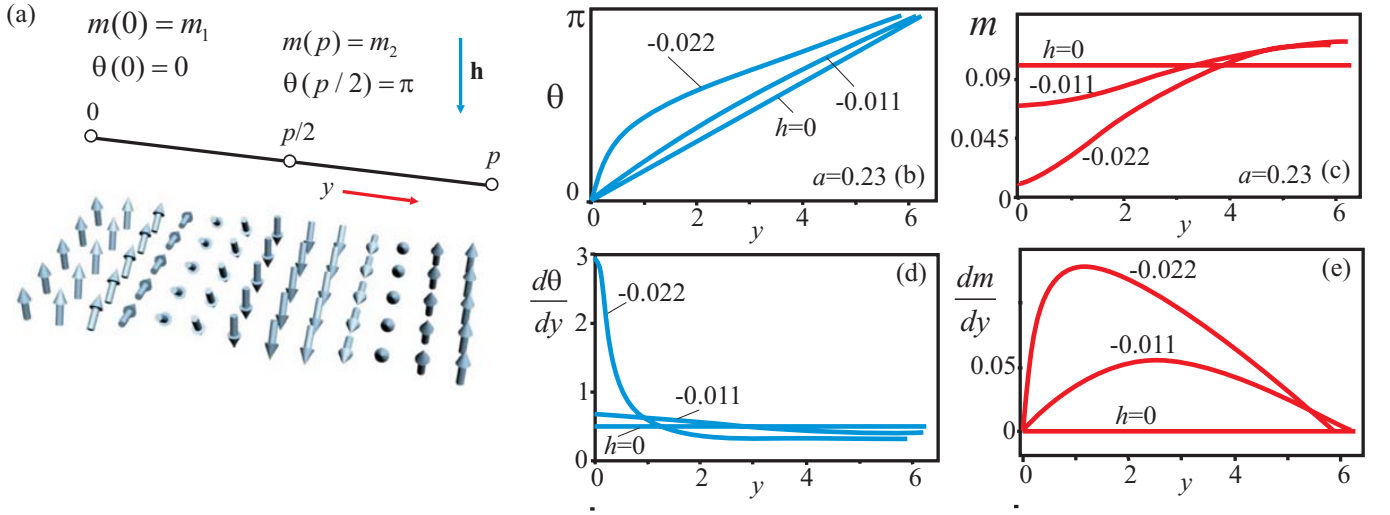 (a)
m(0) = m₁
θ(0) = 0
m(p) = m₂
θ(p/2) = π
h
0
p/2
p
y
π
θ
0
-0.022
-0.011
h=0
a=0.23 (b)
0 2 4 6
y
m
0.09
0.045
0
h=0
-0.011
-0.022
a=0.23 (c)
0 2 4 6
y
dθ
dy
3
2
1
0
(d)
-0.022
-0.011
h=0
0 2 4 6
y
dm
dy
0.05
0
(e)
-0.022
-0.011
h=0
0 2 4 6
y